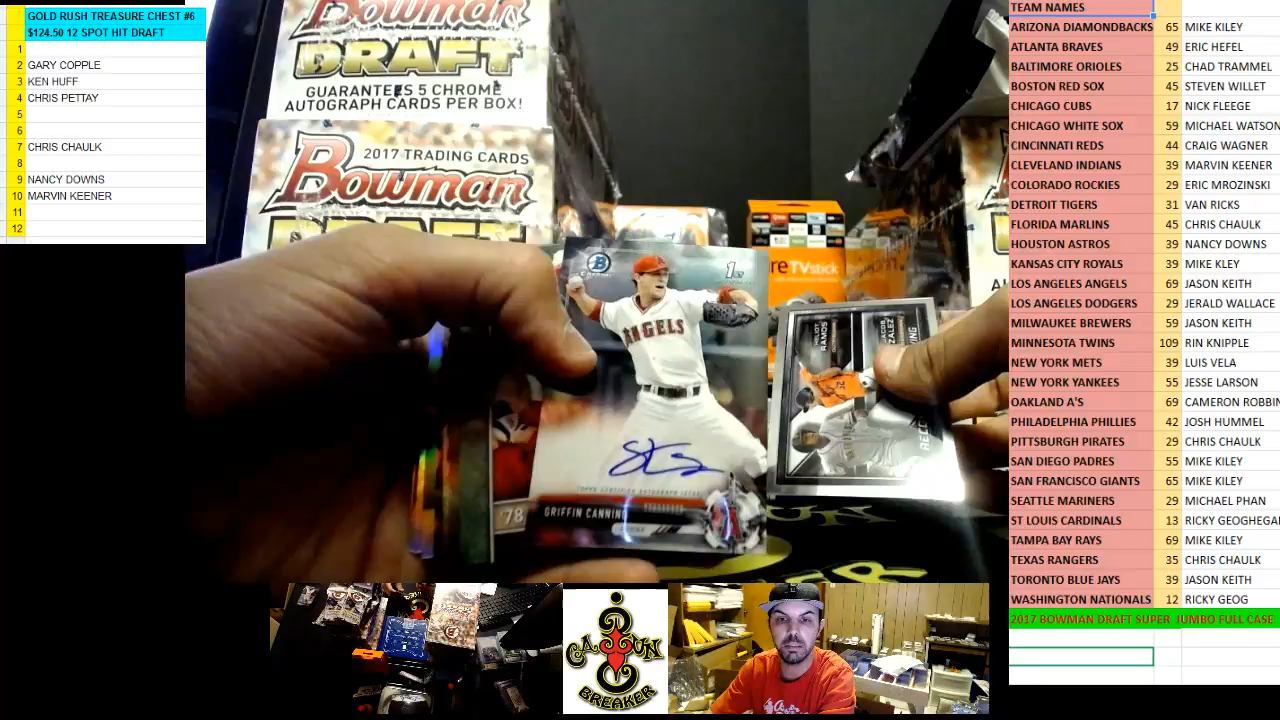 GOLD RUSH TREASURE CHEST #6
$124.50 12 SPOT HIT DRAFT
1
2 GARY COPPLE
3 KEN HUFF
4 CHRIS PETTAY
5
6
7 CHRIS CHAULK
8
9 NANCY DOWNS
10 MARVIN KEENER
11
12
Bowman
DRAFT
GUARANTEES 5 CHROME
AUTOGRAPH CARDS PER BOX!
2017 TRADING CARDS
Bowman
DRAFT
1st
ANGELS
GRIFFIN CANNING
'78
HELIOT
RAMOS
TVstick
CAJUN
BREAKER
TEAM NAMES
ARIZONA DIAMONDBACKS 65 MIKE KILEY
ATLANTA BRAVES 49 ERIC HEFEL
BALTIMORE ORIOLES 25 CHAD TRAMMEL
BOSTON RED SOX 45 STEVEN WILLET
CHICAGO CUBS 17 NICK FLEEGE
CHICAGO WHITE SOX 59 MICHAEL WATSON
CINCINNATI REDS 44 CRAIG WAGNER
CLEVELAND INDIANS 39 MARVIN KEENER
COLORADO ROCKIES 29 ERIC MROZINSKI
DETROIT TIGERS 31 VAN RICKS
FLORIDA MARLINS 45 CHRIS CHAULK
HOUSTON ASTROS 39 NANCY DOWNS
KANSAS CITY ROYALS 39 MIKE KLEY
LOS ANGELS ANGELS 69 JASON KEITH
LOS ANGELES DODGERS 29 JERALD WALLACE
MILWAUKEE BREWERS 59 JASON KEITH
MINNESOTA TWINS 109 RIN KNIPPLE
NEW YORK METS 39 LUIS VELA
NEW YORK YANKEES 55 JESSE LARSON
OAKLAND A'S 69 CAMERON ROBBIN
PHILADELPHIA PHILLIES 42 JOSH HUMMEL
PITTSBURGH PIRATES 29 CHRIS CHAULK
SAN DIEGO PADRES 55 MIKE KILEY
SAN FRANCISCO GIANTS 65 MIKE KILEY
SEATTLE MARINERS 29 MICHAEL PHAN
ST LOUIS CARDINALS 13 RICKY GEOGHEGA
TAMPA BAY RAYS 69 MIKE KILEY
TEXAS RANGERS 35 CHRIS CHAULK
TORONTO BLUE JAYS 39 JASON KEITH
WASHINGTON NATIONALS 12 RICKY GEOG
2017 BOWMAN DRAFT SUPER JUMBO FULL CASE